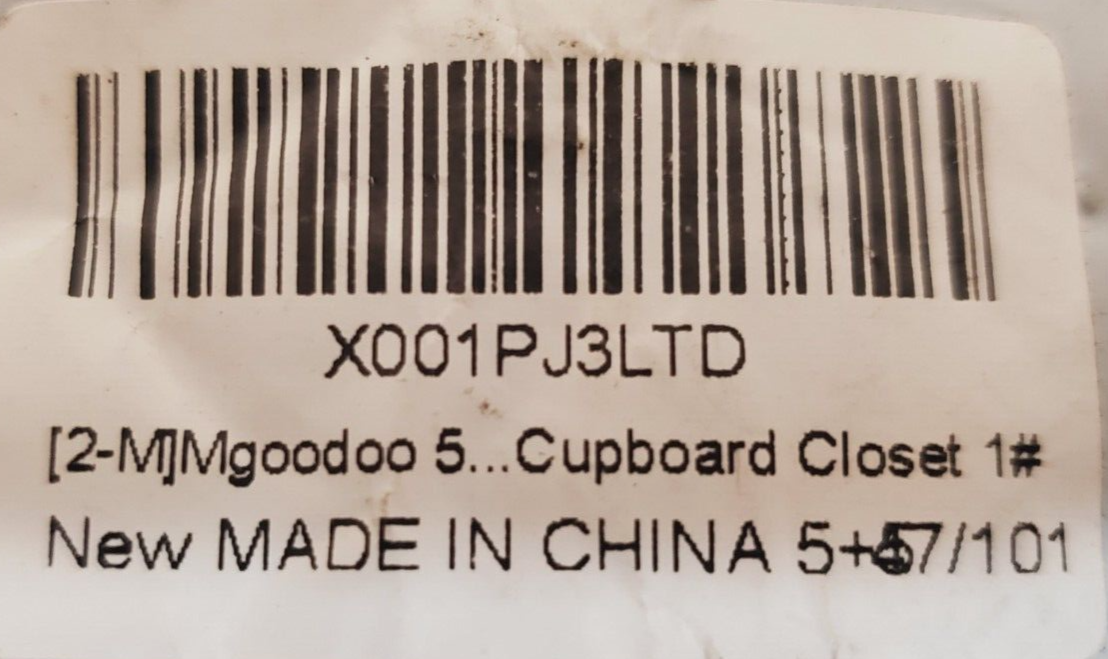 X001PJ3LTD
[2-M]Mgoodoo 5...Cupboard Closet 1#
New MADE IN CHINA